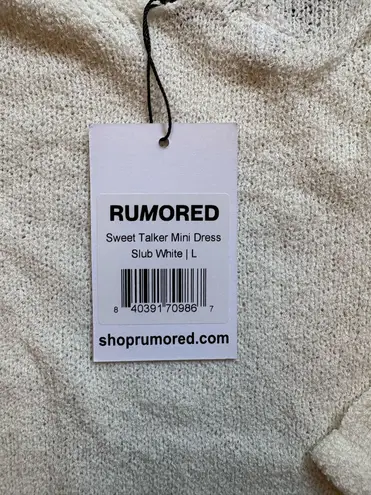 RUMORED
Sweet Talker Mini Dress
Slub White | L
8 40391 70986 7
shoprumored.com